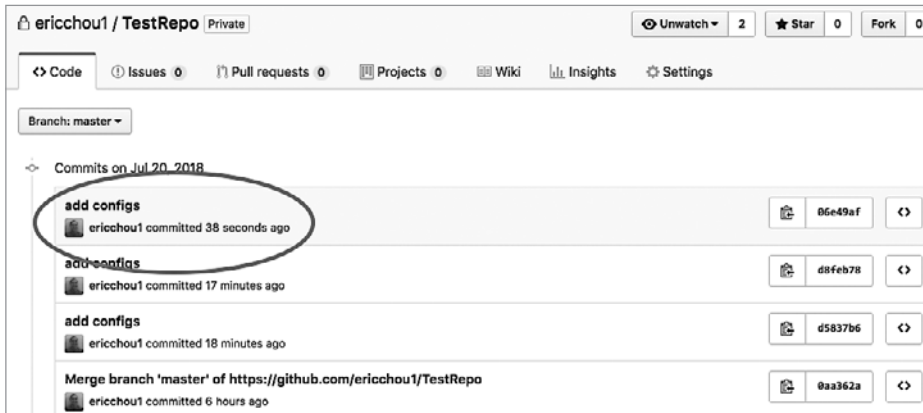 ericchou1 / TestRepo Private Unwatch 2 Star 0 Fork 0
Code Issues 0 Pull requests 0 Projects 0 Wiki Insights Settings
Branch: master
Commits on Jul 20, 2018
add configs
06e49af
ericchou1 committed 38 seconds ago
add configs
d8feb78
ericchou1 committed 17 minutes ago
add configs
d5837b6
ericchou1 committed 18 minutes ago
Merge branch 'master' of https://github.com/ericchou1/TestRepo
0aa362a
ericchou1 committed 6 hours ago